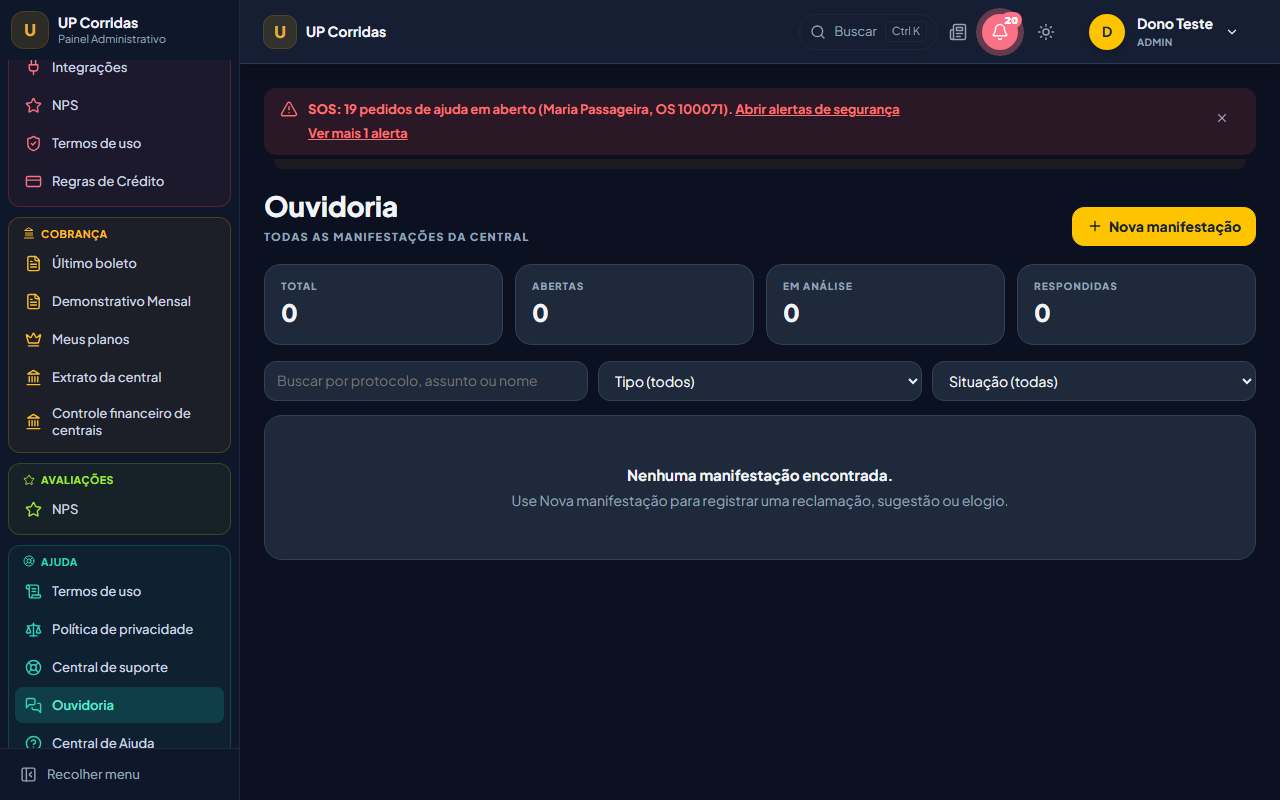 U
UP Corridas
Painel Administrativo
Integrações
NPS
Termos de uso
Regras de Crédito
COBRANÇA
Último boleto
Demonstrativo Mensal
Meus planos
Extrato da central
Controle financeiro de
centrais
AVALIAÇÕES
NPS
AJUDA
Termos de uso
Política de privacidade
Central de suporte
Ouvidoria
Central de Ajuda
Recolher menu
U
UP Corridas
Buscar
Ctrl K
20
D
Dono Teste
ADMIN
SOS: 19 pedidos de ajuda em aberto (Maria Passageira, OS 100071). Abrir alertas de segurança
Ver mais 1 alerta
Ouvidoria
TODAS AS MANIFESTAÇÕES DA CENTRAL
Nova manifestação
TOTAL
0
ABERTAS
0
EM ANÁLISE
0
RESPONDIDAS
0
Buscar por protocolo, assunto ou nome
Tipo (todos)
Situação (todas)
Nenhuma manifestação encontrada.
Use Nova manifestação para registrar uma reclamação, sugestão ou elogio.